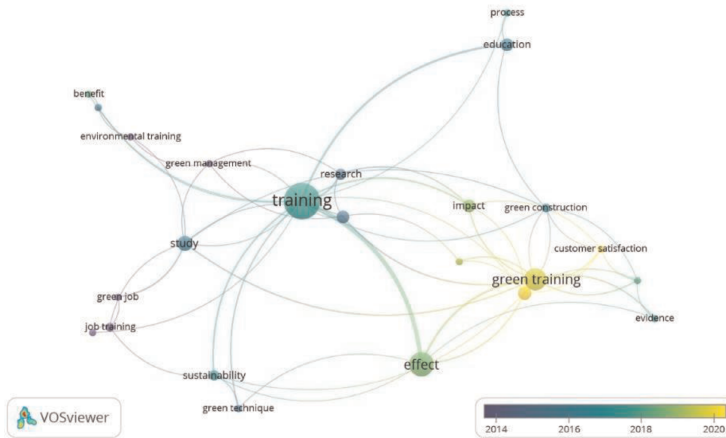 process
education
benefit
environmental training
green management
research
training
impact
green construction
study
customer satisfaction
green training
green job
evidence
job training
effect
sustainability
green technique
VOSviewer
2014 2016 2018 2020